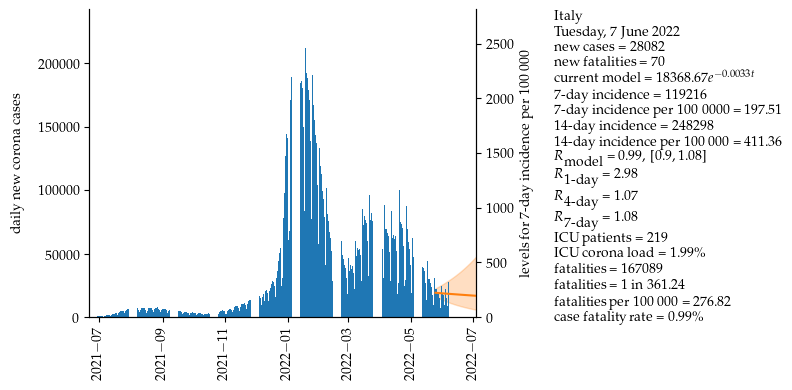 Italy
Tuesday, 7 June 2022
new cases = 28082
new fatalities = 70
current model = 18368.67e^{-0.0033t}
7-day incidence = 119216
7-day incidence per 100 0000 = 197.51
14-day incidence = 248298
14-day incidence per 100 000 = 411.36
R_model = 0.99, [0.9, 1.08]
R_1-day = 2.98
R_4-day = 1.07
R_7-day = 1.08
ICU patients = 219
ICU corona load = 1.99%
fatalities = 167089
fatalities = 1 in 361.24
fatalities per 100 000 = 276.82
case fatality rate = 0.99%
daily new corona cases
200000
150000
100000
50000
0
levels for 7-day incidence per 100 000
2500
2000
1500
1000
500
0
2021−07
2021−09
2021−11
2022−01
2022−03
2022−05
2022−07